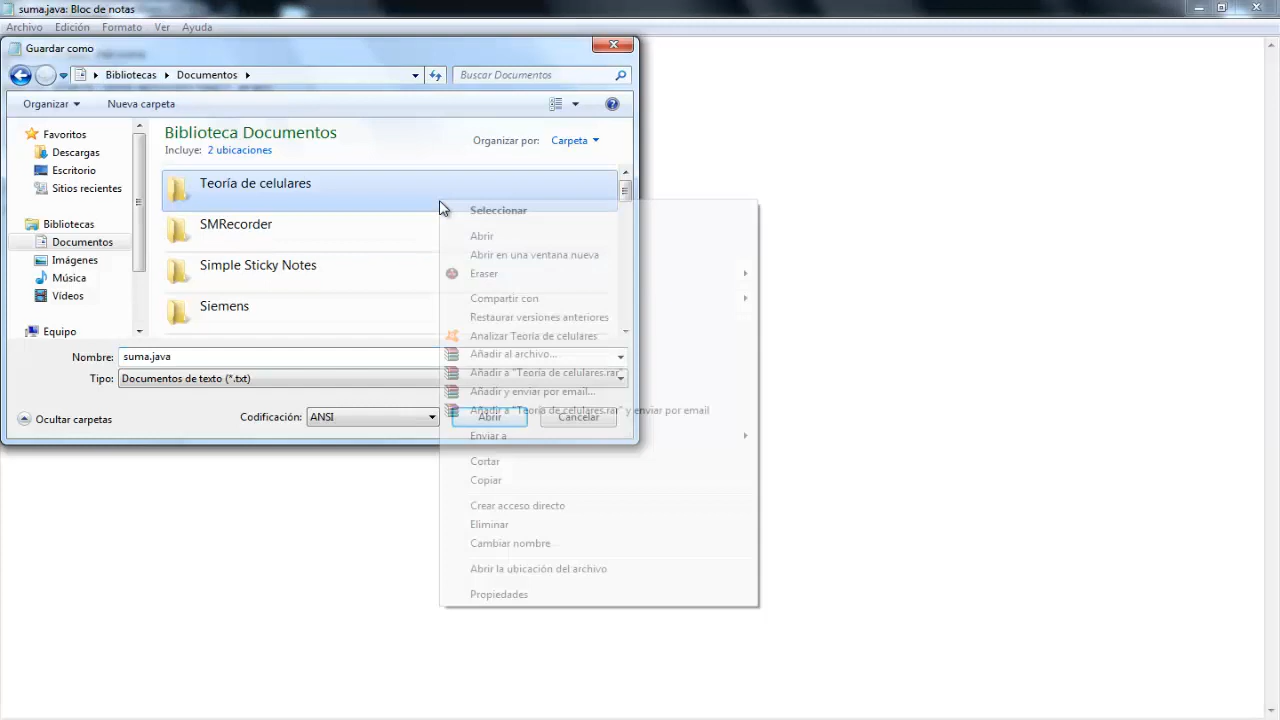 suma.java: Bloc de notas
Archivo Edición Formato Ver Ayuda
Guardar como
Bibliotecas Documentos
Buscar Documentos
Organizar Nueva carpeta
Favoritos
Descargas
Escritorio
Sitios recientes
Bibliotecas
Documentos
Imágenes
Música
Vídeos
Equipo
Biblioteca Documentos
Incluye: 2 ubicaciones
Organizar por: Carpeta
Teoría de celulares
SMRecorder
Simple Sticky Notes
Siemens
Nombre: suma.java
Tipo: Documentos de texto (*.txt)
Ocultar carpetas
Codificación: ANSI
Abrir Cancelar
Seleccionar
Abrir
Abrir en una ventana nueva
Eraser
Compartir con
Restaurar versiones anteriores
Analizar Teoría de celulares
Añadir al archivo...
Añadir a "Teoría de celulares.rar"
Añadir y enviar por email...
Añadir a "Teoría de celulares.rar" y enviar por email
Enviar a
Cortar
Copiar
Crear acceso directo
Eliminar
Cambiar nombre
Abrir la ubicación del archivo
Propiedades